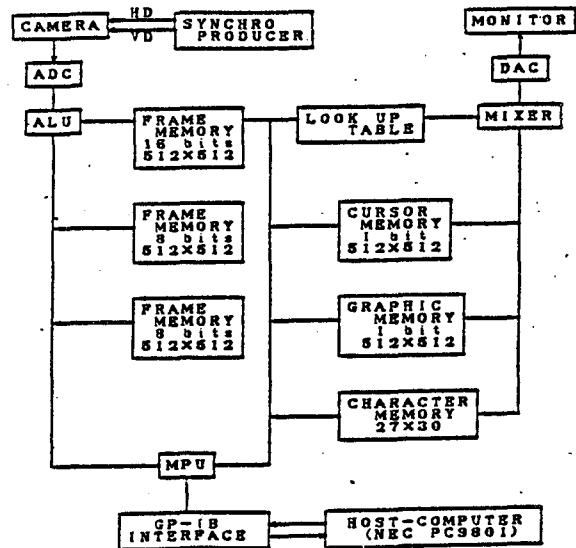 CAMERA
HD
VD
SYNCHRO
PRODUCER
MONITOR
ADC
DAC
ALU
FRAME
MEMORY
16 bits
512×512
LOOK UP
TABLE
MIXER
FRAME
MEMORY
8 bits
512×512
CURSOR
MEMORY
1 bit
512×512
FRAME
MEMORY
8 bits
512×512
GRAPHIC
MEMORY
1 bit
512×512
CHARACTER
MEMORY
27×30
MPU
GP-IB
INTERFACE
HOST-COMPUTER
(NEC PC9801)